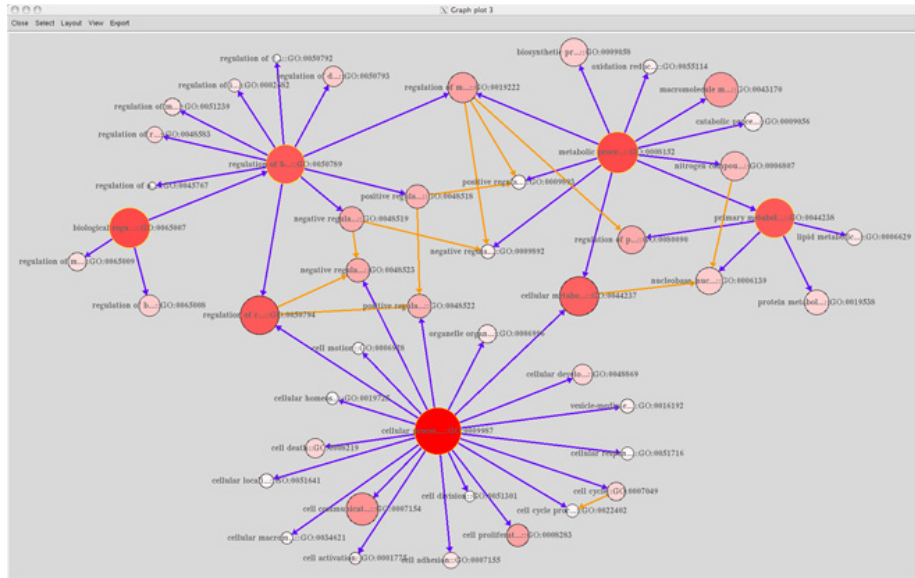 Graph plot 3
Close Select Layout View Export
regulation of GO:0050792
biosynthetic pr...::GO:0009058
oxidation reduc...::GO:0055114
regulation of d...::GO:0050793
regulation of GO:0002682
regulation of m...::GO:0019222
macromolecule m...::GO:0043170
regulation of m...::GO:0051239
catabolic proce...::GO:0009056
regulation of r...::GO:0048583
metabolic proce...::GO:0008152
regulation of b...::GO:0050789
nitrogen compou...::GO:0006807
regulation of GO:0045767
positive regula...::GO:0009893
positive regula...::GO:0048518
negative regula...::GO:0048519
primary metabol...::GO:0044238
biological regu...::GO:0065007
lipid metabolic...::GO:0006629
regulation of p...::GO:0080090
negative regula...::GO:0009892
regulation of m...::GO:0065009
negative regula...::GO:0048523
nucleobase, nuc...::GO:0006139
cellular metabo...::GO:0044237
regulation of b...::GO:0065008
positive regula...::GO:0048522
protein metabol...::GO:0019538
regulation of c...::GO:0050794
organelle organ...::GO:0006996
cell motion::GO:0006928
cellular develo...::GO:0048869
cellular homeos...::GO:0019725
vesicle-mediate...::GO:0016192
cellular proces...::GO:0009987
cell death::GO:0008219
cellular respon...::GO:0051716
cellular locali...::GO:0051641
cell cycle::GO:0007049
cell division::GO:0051301
cell communicat...::GO:0007154
cell cycle proc...::GO:0022402
cellular macrom...::GO:0034621
cell proliferat...::GO:0008283
cell activation::GO:0001775
cell adhesion::GO:0007155